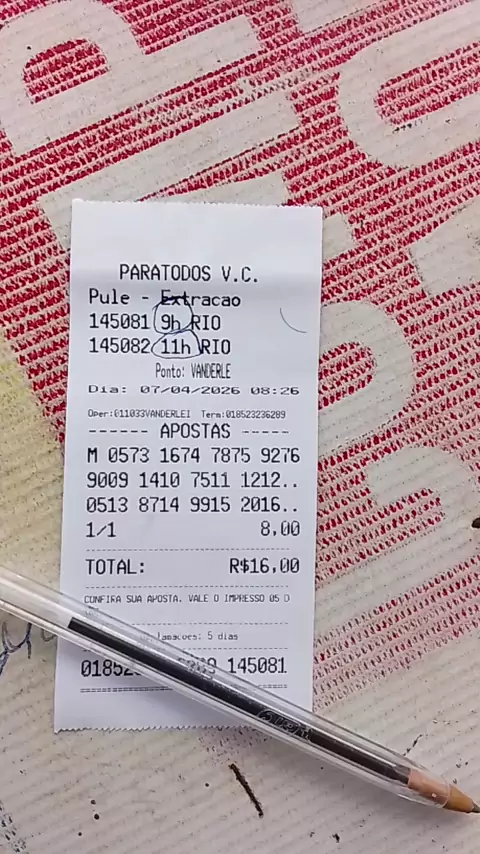 PARATODOS V.C.
Pule - Extracao
145081 9h RIO
145082 11h RIO
Ponto: VANDERLE
Dia: 07/04/2026 08:26
Oper:011033VANDERLEI Term:018523236289
------ APOSTAS -----
M 0573 1674 7875 9276
9009 1410 7511 1212..
0513 8714 9915 2016..
1/1 8,00
TOTAL: R$16,00
CONFIRA SUA APOSTA. VALE O IMPRESSO 05 D
lamacoes: 5 dias
145081